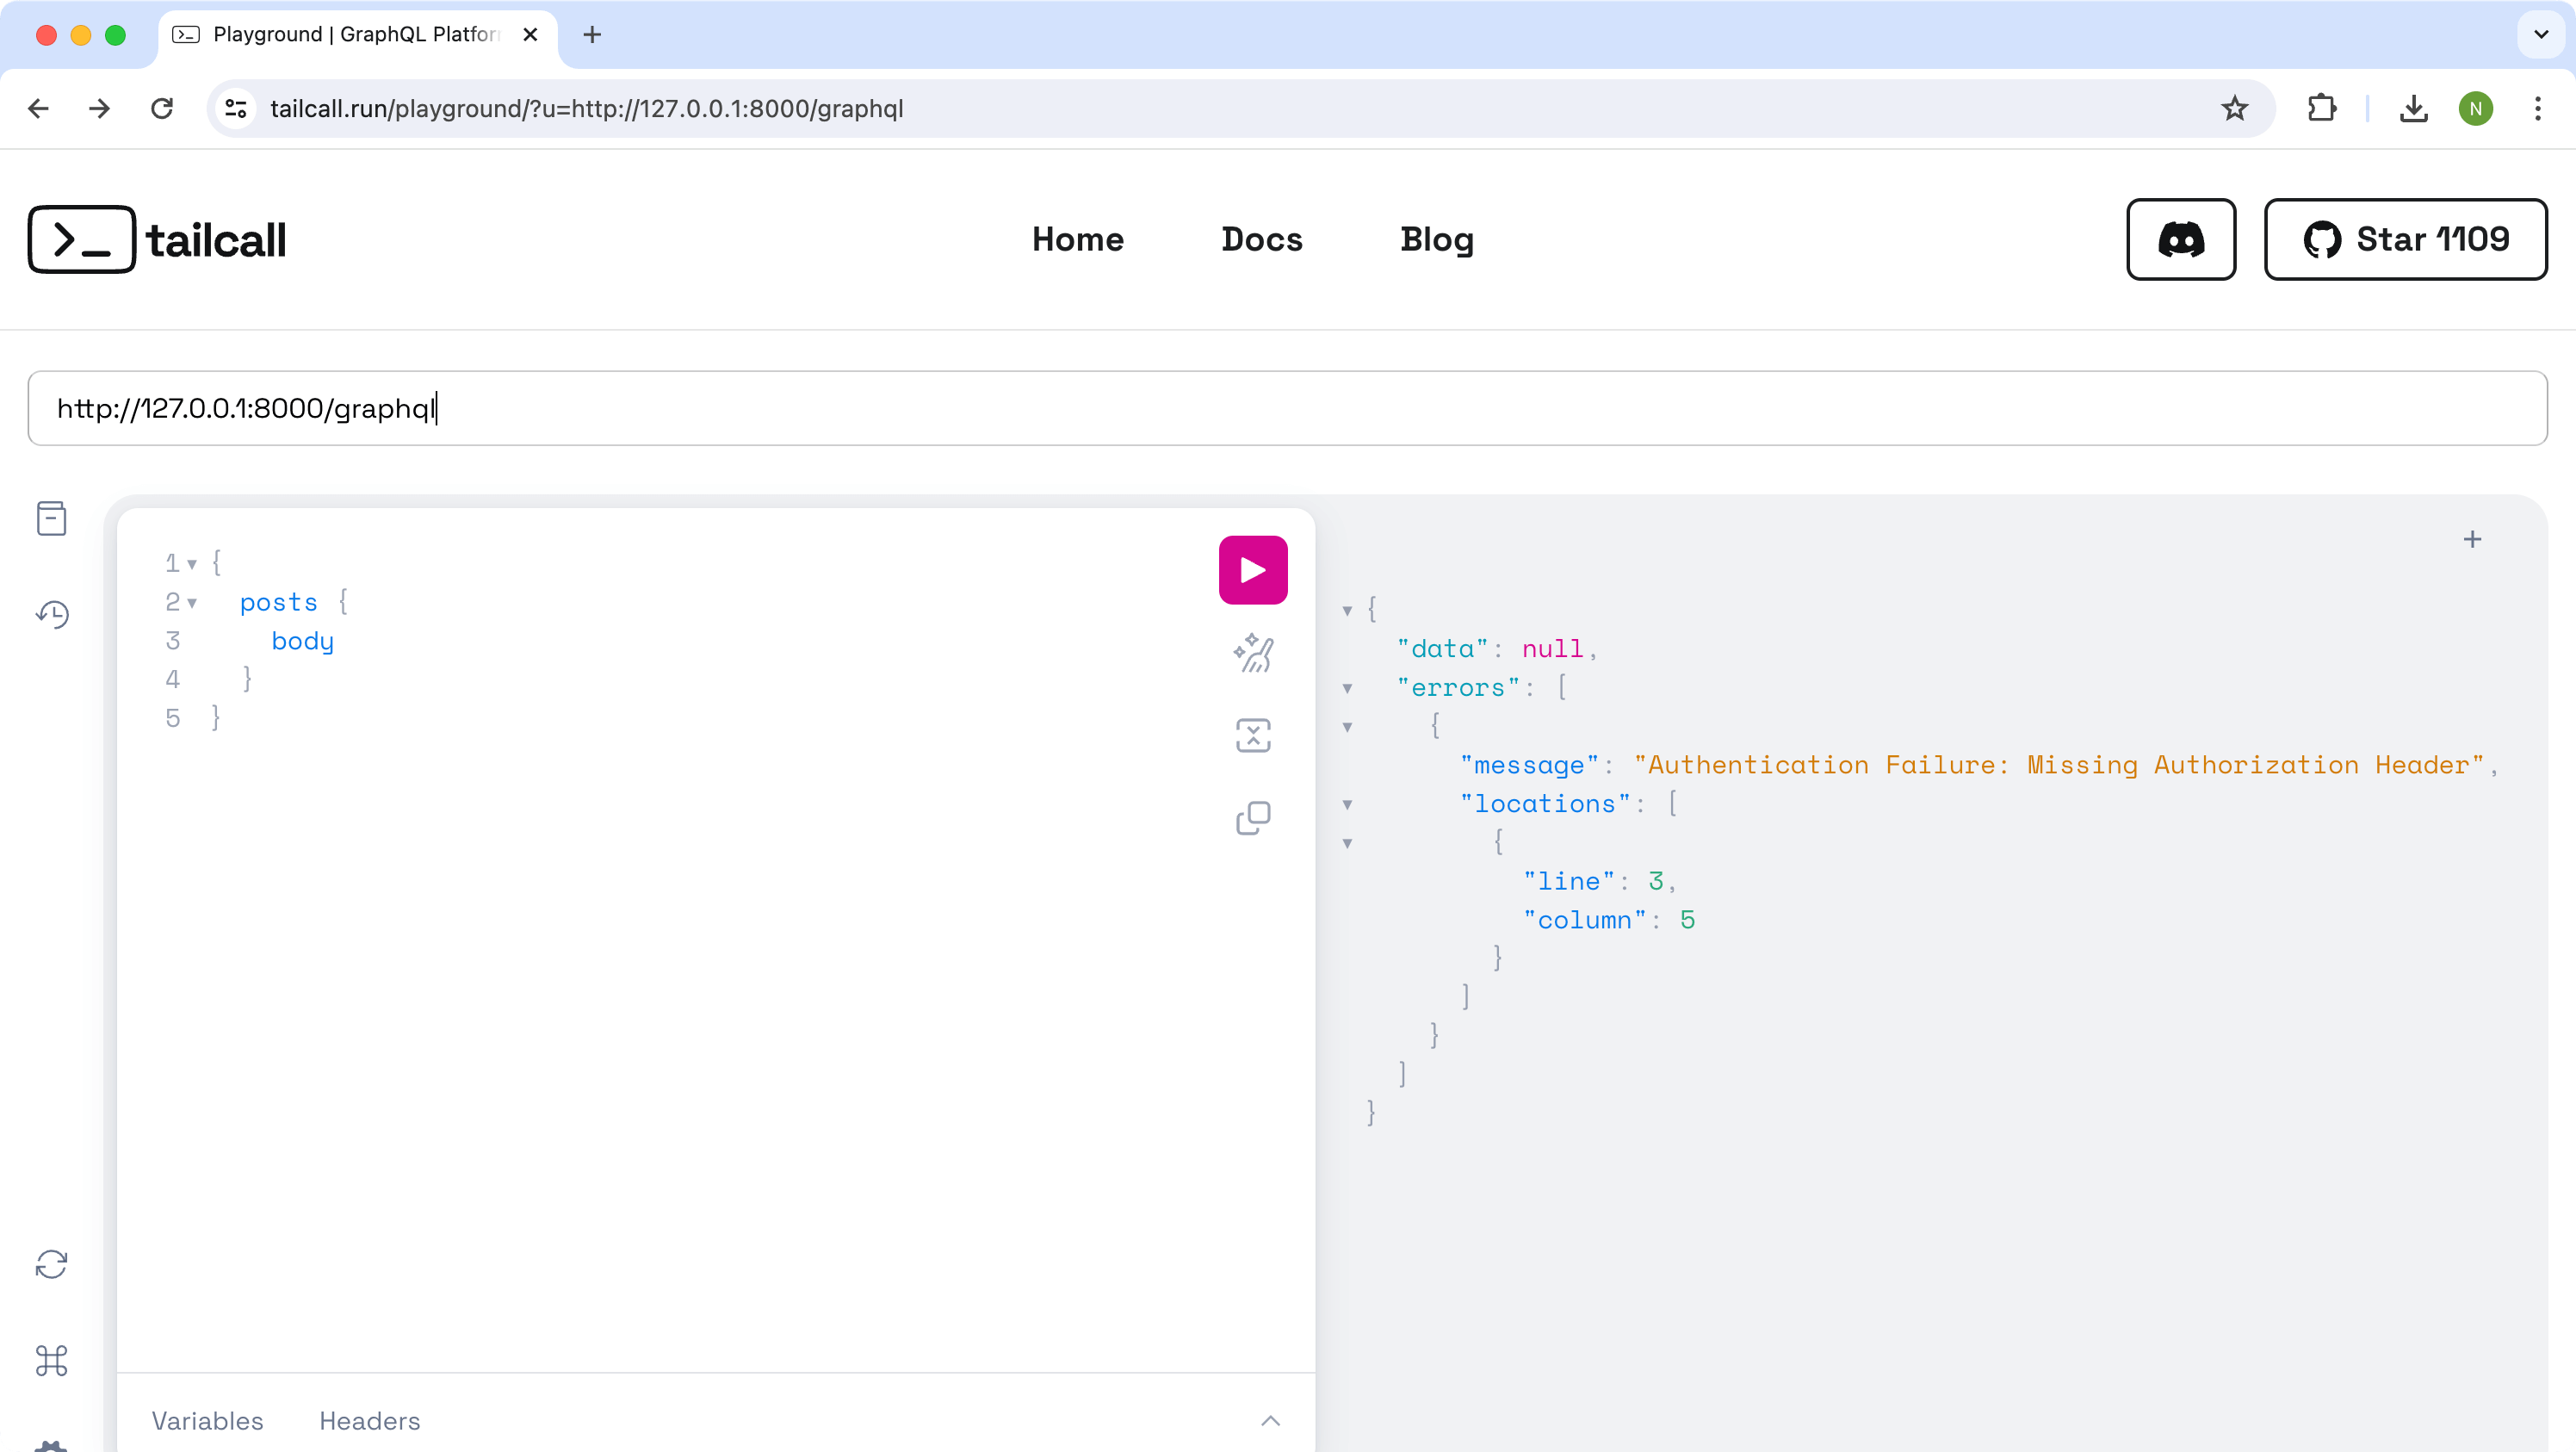 Playground | GraphQL Platfor
tailcall.run/playground/?u=http://127.0.0.1:8000/graphql
N
tailcall
Home Docs Blog
Star 1109
http://127.0.0.1:8000/graphql
1 {
2 posts {
3 body
4 }
5 }
{
"data": null,
"errors": [
{
"message": "Authentication Failure: Missing Authorization Header",
"locations": [
{
"line": 3,
"column": 5
}
]
}
]
}
Variables Headers